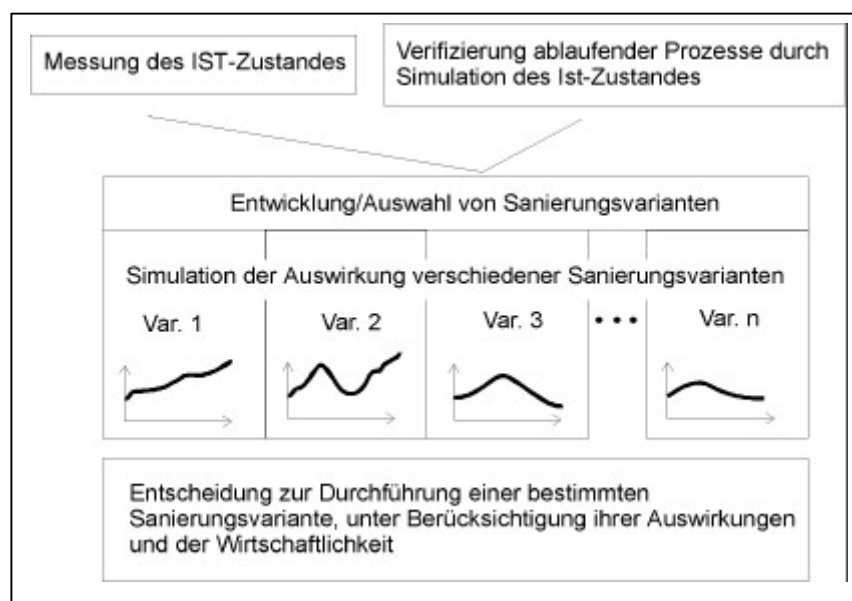 Messung des IST-Zustandes
Verifizierung ablaufender Prozesse durch
Simulation des Ist-Zustandes
Entwicklung/Auswahl von Sanierungsvarianten
Simulation der Auswirkung verschiedener Sanierungsvarianten
Var. 1
Var. 2
Var. 3
•••
Var. n
Entscheidung zur Durchführung einer bestimmten
Sanierungsvariante, unter Berücksichtigung ihrer Auswirkungen
und der Wirtschaftlichkeit